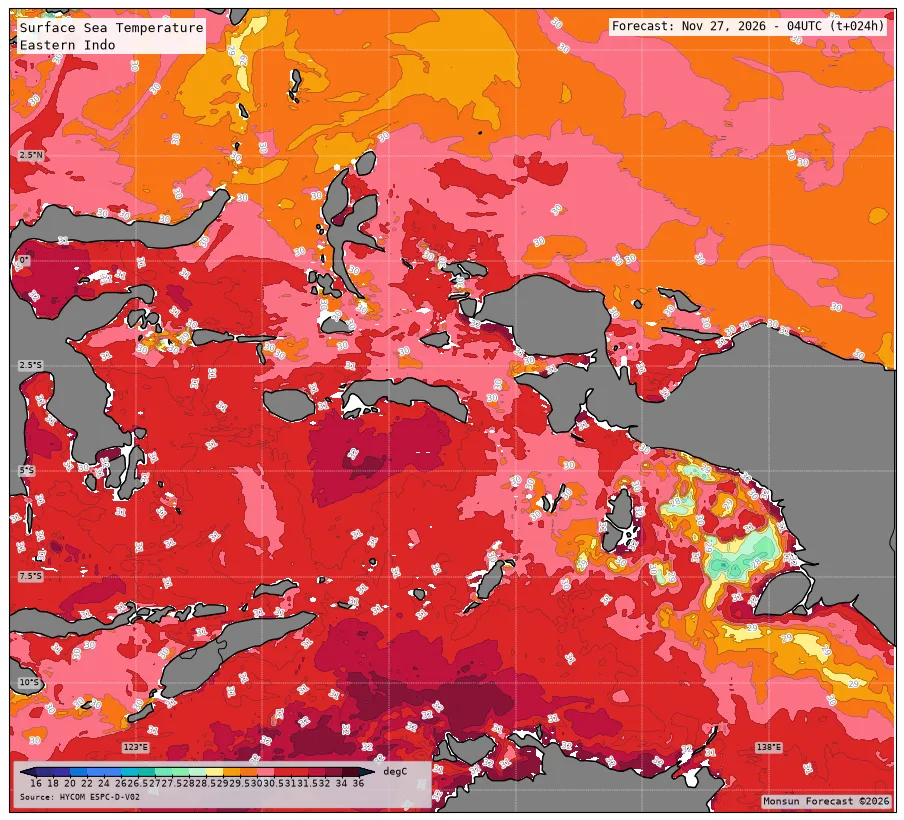 Surface Sea Temperature
Eastern Indo
Forecast: Nov 27, 2026 - 04UTC (t+024h)
2.5°N
0°
2.5°S
5°S
7.5°S
10°S
123°E
138°E
degC
16 18 20 22 24 26 26.5 27 27.5 28 28.5 29 29.5 30 30.5 31 31.5 32 34 36
Source: HYCOM ESPC-D-V02
Monsun Forecast ©2026